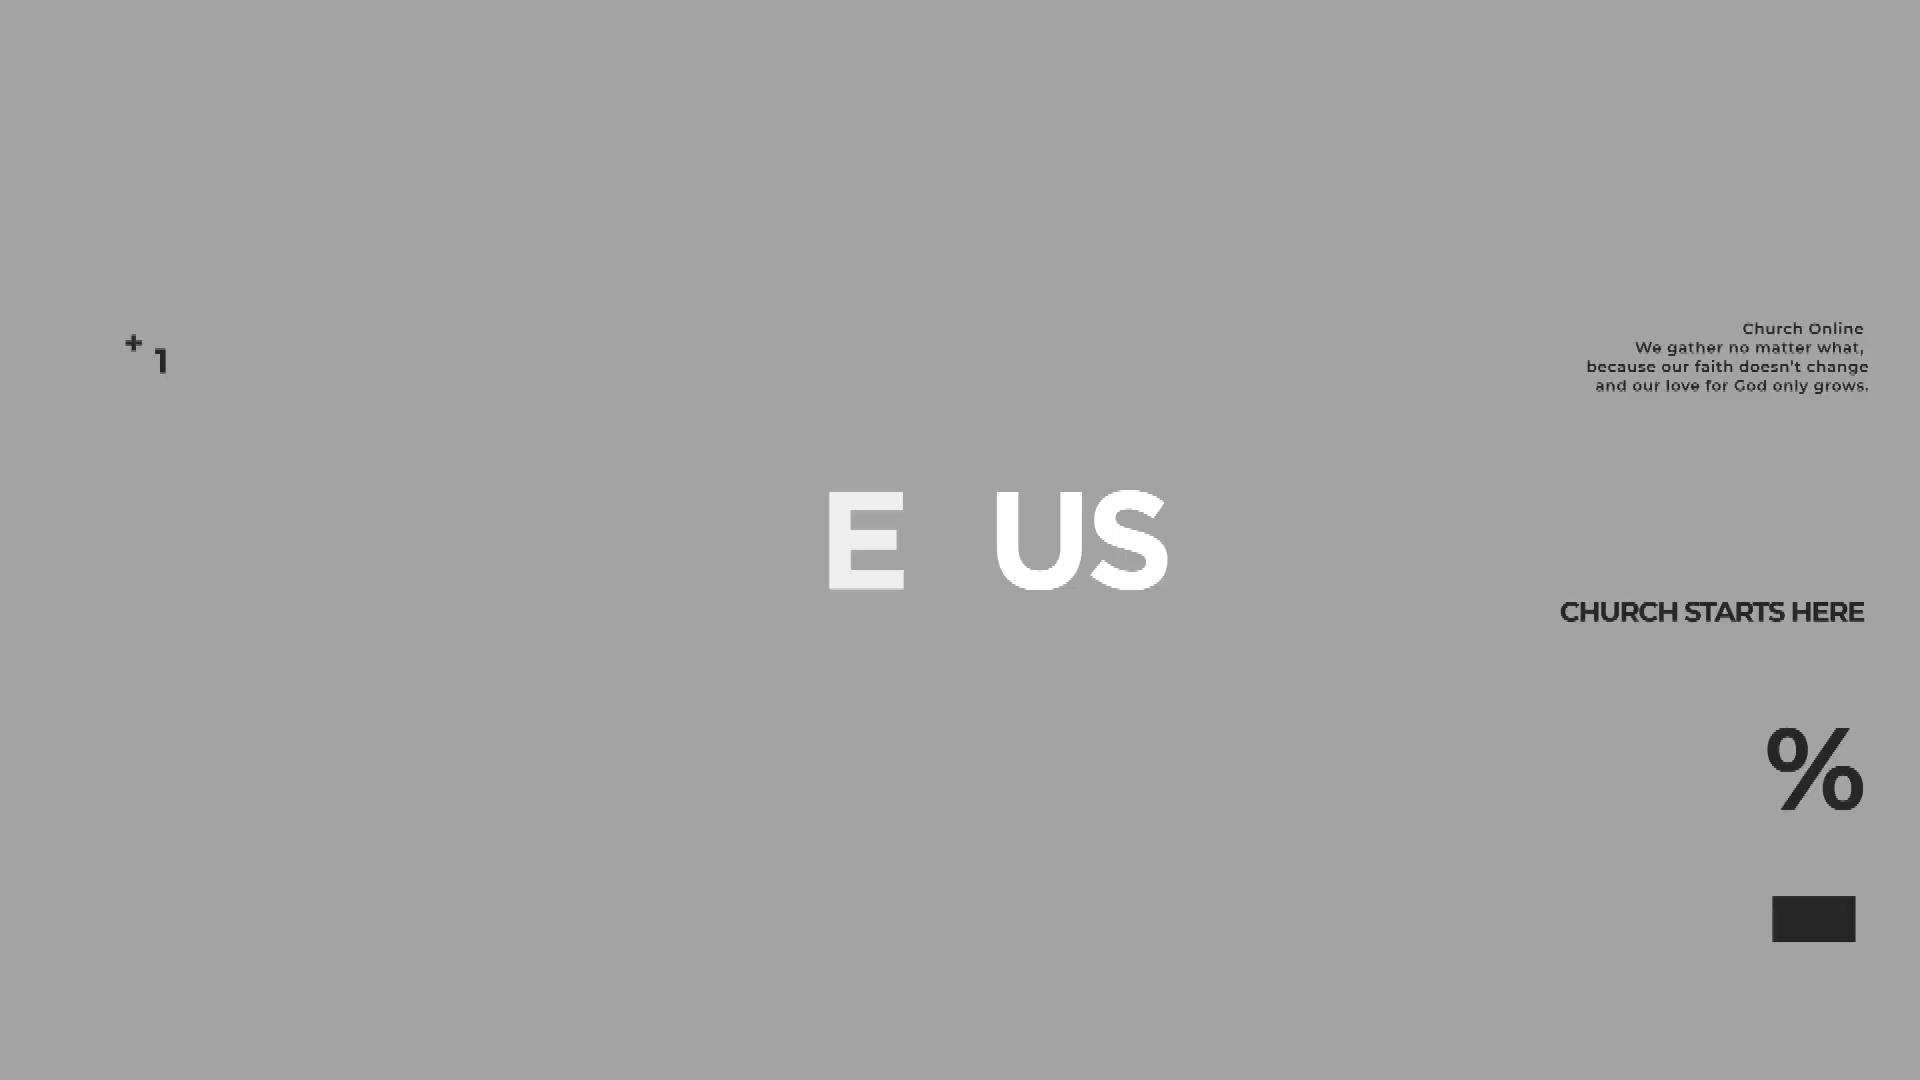 +1
Church Online
We gather no matter what,
because our faith doesn't change
and our love for God only grows.
E US
CHURCH STARTS HERE
%